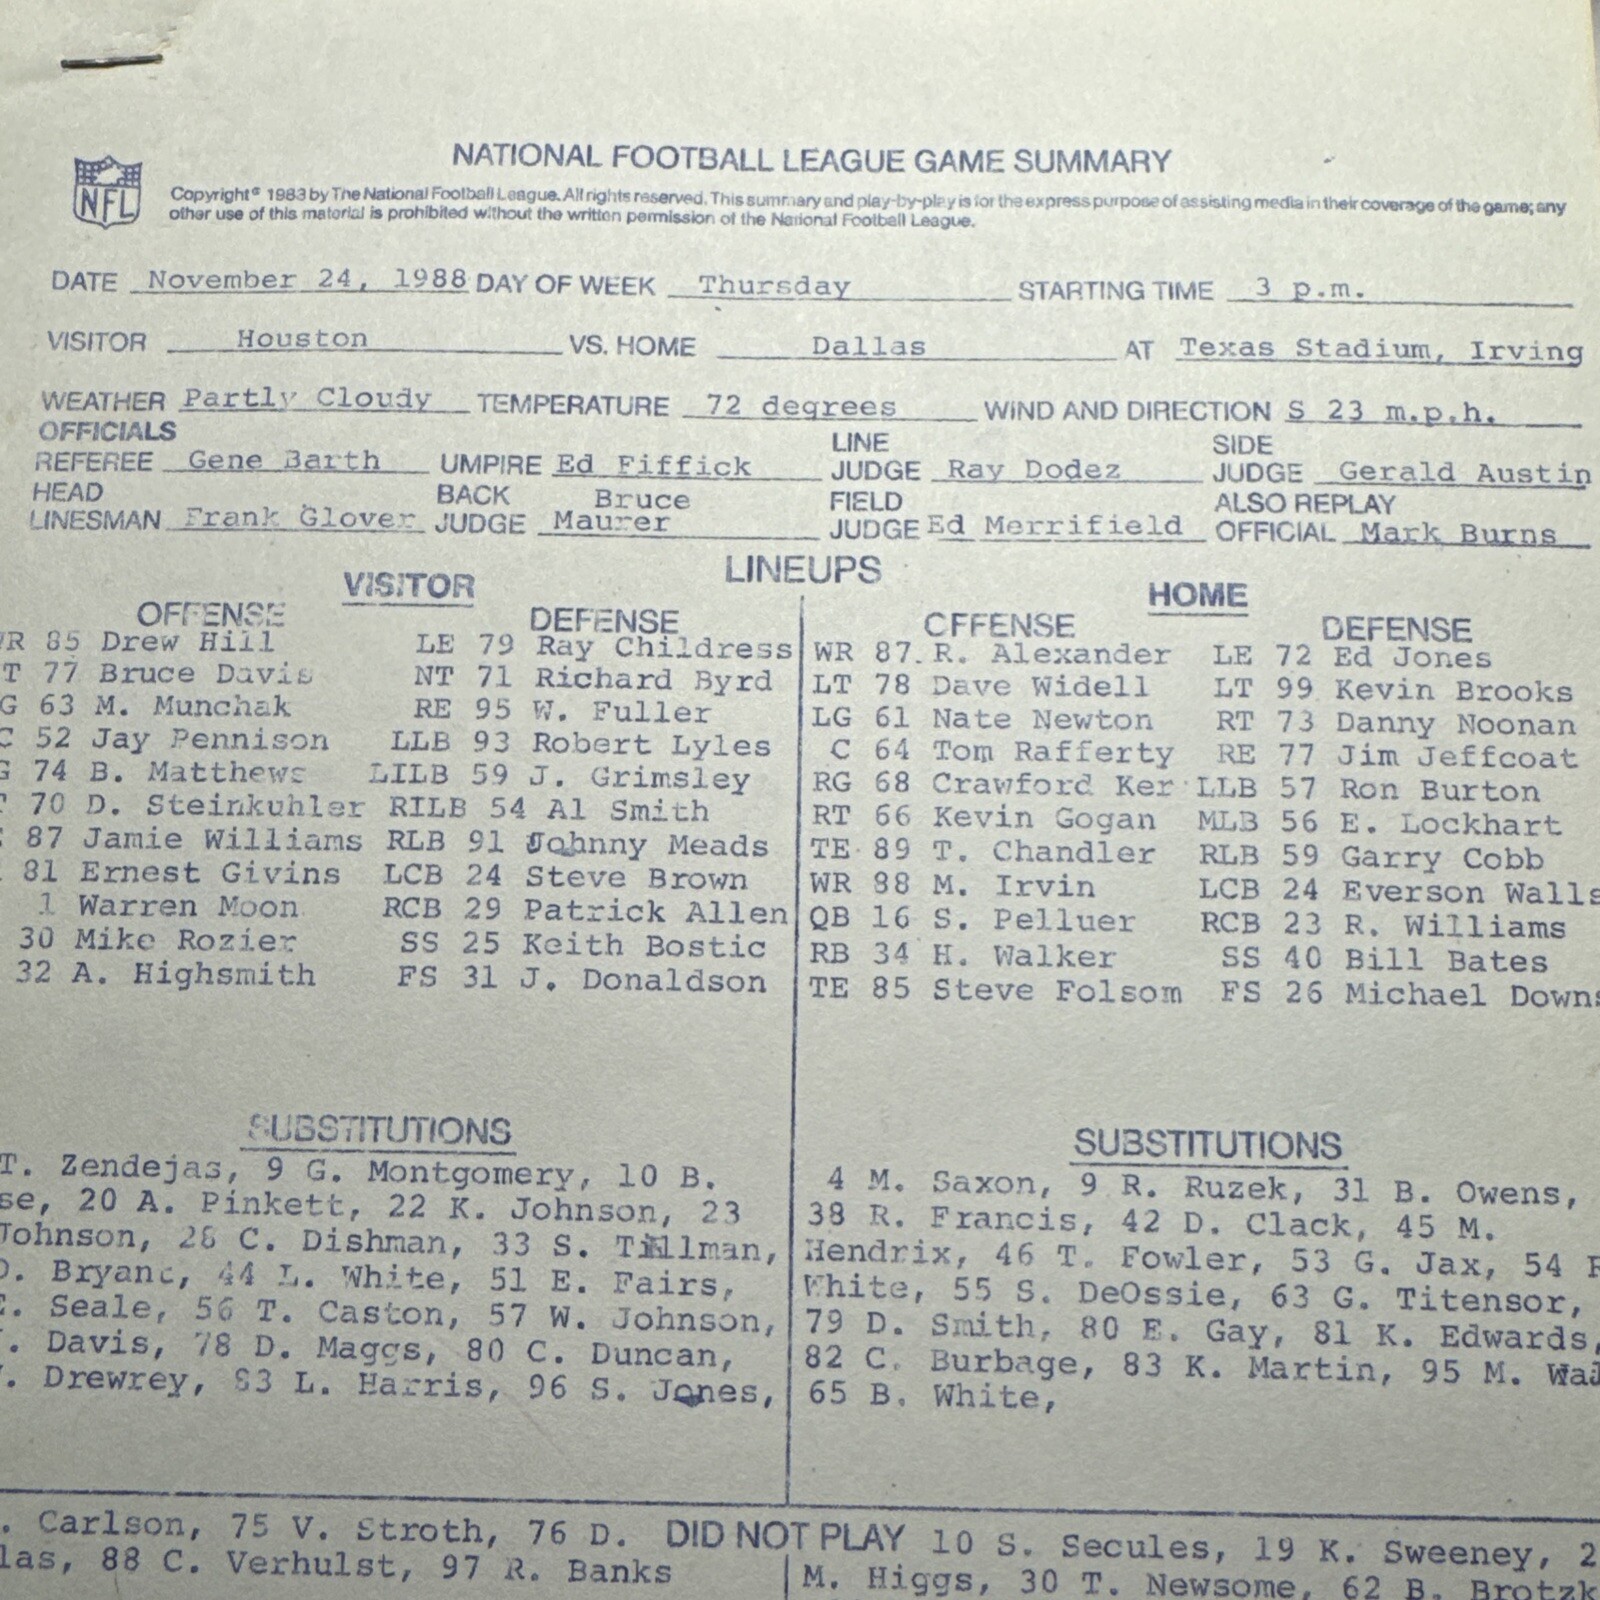 NATIONAL FOOTBALL LEAGUE GAME SUMMARY
NFL
Copyright© 1983 by The National Football League. All rights reserved. This summary and play-by-play is for the express purpose of assisting media in their coverage of the game; any
other use of this material is prohibited without the written permission of the National Football League.
DATE November 24, 1988 DAY OF WEEK Thursday STARTING TIME 3 p.m.
VISITOR Houston VS. HOME Dallas AT Texas Stadium, Irving
WEATHER Partly Cloudy TEMPERATURE 72 degrees WIND AND DIRECTION S 23 m.p.h.
OFFICIALS
REFEREE Gene Barth UMPIRE Ed Fiffick LINE JUDGE Ray Dodez SIDE JUDGE Gerald Austin
HEAD LINESMAN Frank Glover BACK JUDGE Bruce Maurer FIELD JUDGE Ed Merrifield ALSO REPLAY OFFICIAL Mark Burns
LINEUPS
VISITOR
OFFENSE DEFENSE
85 Drew Hill LE 79 Ray Childress
77 Bruce Davis NT 71 Richard Byrd
63 M. Munchak RE 95 W. Fuller
C 52 Jay Pennison LLB 93 Robert Lyles
74 B. Matthews LILB 59 J. Grimsley
70 D. Steinkuhler RILB 54 Al Smith
87 Jamie Williams RLB 91 Johnny Meads
81 Ernest Givins LCB 24 Steve Brown
1 Warren Moon RCB 29 Patrick Allen
30 Mike Rozier SS 25 Keith Bostic
32 A. Highsmith FS 31 J. Donaldson
HOME
OFFENSE DEFENSE
WR 87 R. Alexander LE 72 Ed Jones
LT 78 Dave Widell LT 99 Kevin Brooks
LG 61 Nate Newton RT 73 Danny Noonan
C 64 Tom Rafferty RE 77 Jim Jeffcoat
RG 68 Crawford Ker LLB 57 Ron Burton
RT 66 Kevin Gogan MLB 56 E. Lockhart
TE 89 T. Chandler RLB 59 Garry Cobb
WR 88 M. Irvin LCB 24 Everson Walls
QB 16 S. Pelluer RCB 23 R. Williams
RB 34 H. Walker SS 40 Bill Bates
TE 85 Steve Folsom FS 26 Michael Downs
SUBSTITUTIONS
T. Zendejas, 9 G. Montgomery, 10 B.
se, 20 A. Pinkett, 22 K. Johnson, 23
Johnson, 28 C. Dishman, 33 S. Tillman,
D. Bryant, 44 L. White, 51 E. Fairs,
E. Seale, 56 T. Caston, 57 W. Johnson,
. Davis, 78 D. Maggs, 80 C. Duncan,
. Drewrey, 83 L. Harris, 96 S. Jones,
SUBSTITUTIONS
4 M. Saxon, 9 R. Ruzek, 31 B. Owens,
38 R. Francis, 42 D. Clack, 45 M.
Hendrix, 46 T. Fowler, 53 G. Jax, 54
White, 55 S. DeOssie, 63 G. Titensor,
79 D. Smith, 80 E. Gay, 81 K. Edwards,
82 C. Burbage, 83 K. Martin, 95 M.
65 B. White,
DID NOT PLAY
. Carlson, 75 V. Stroth, 76 D.
las, 88 C. Verhulst, 97 R. Banks
10 S. Secules, 19 K. Sweeney, 2
M. Higgs, 30 T. Newsome, 62 B. Brotzk